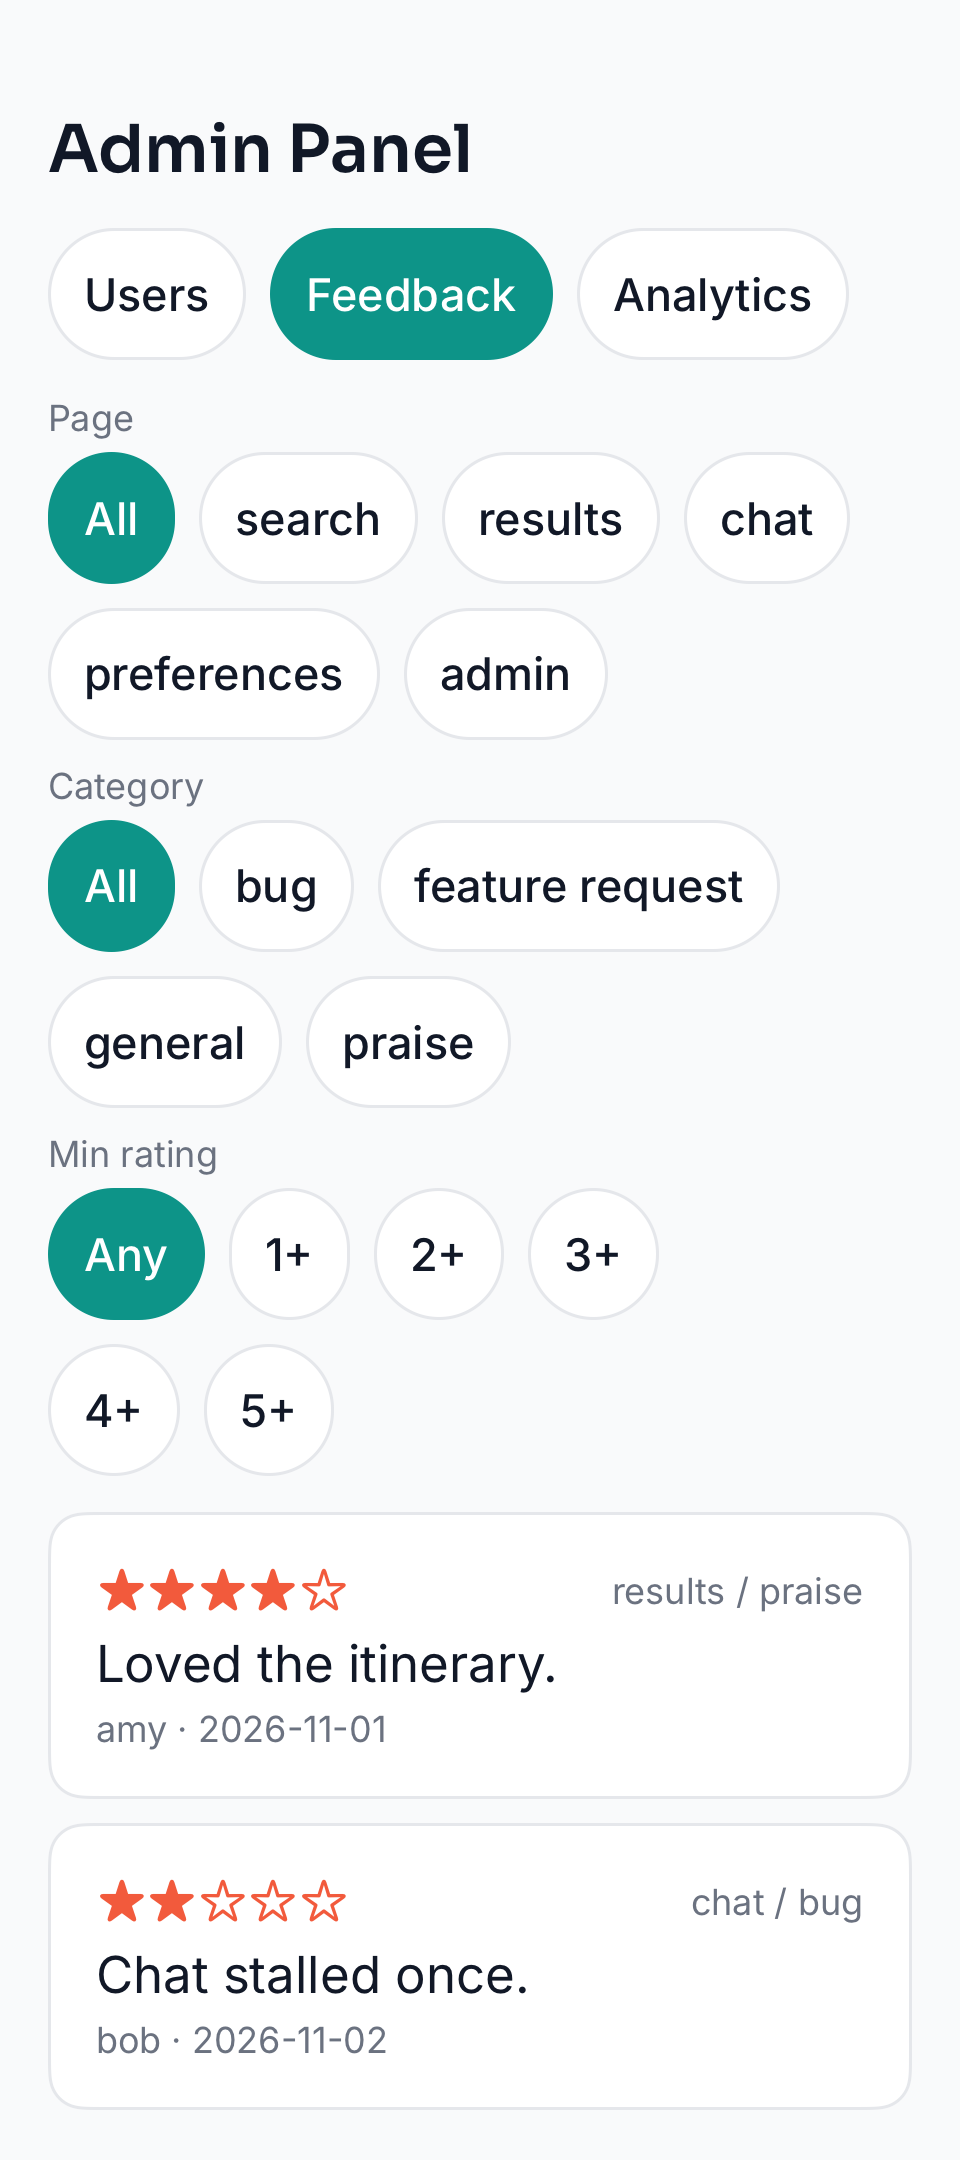 Admin Panel
Users Feedback Analytics
Page
All search results chat
preferences admin
Category
All bug feature request
general praise
Min rating
Any 1+ 2+ 3+
4+ 5+
★★★★☆ results / praise
Loved the itinerary.
amy · 2026-11-01
★★☆☆☆ chat / bug
Chat stalled once.
bob · 2026-11-02